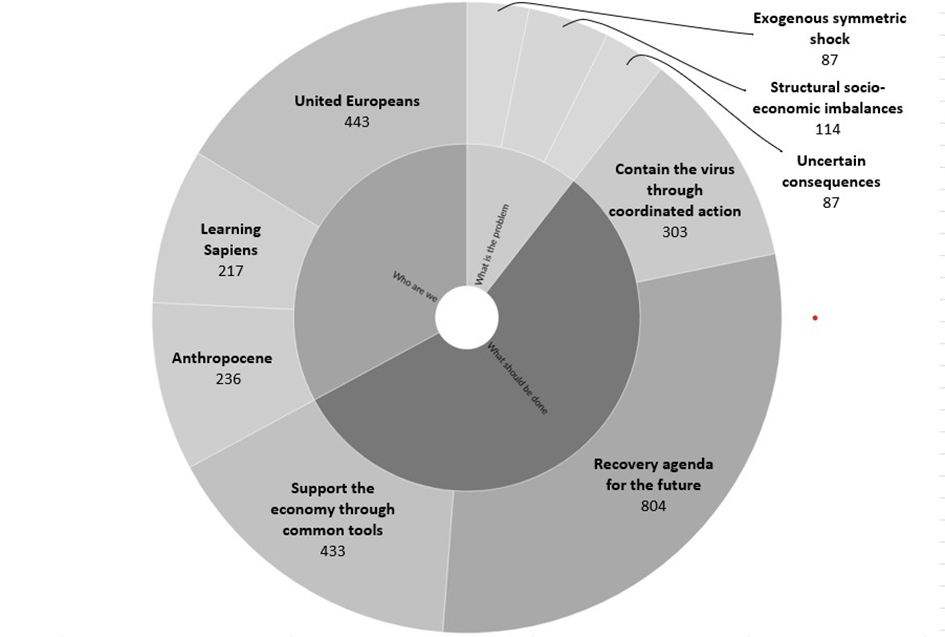 Exogenous symmetric
shock
87
Structural socio-
economic imbalances
114
Uncertain
consequences
87
United Europeans
443
Contain the virus
through
coordinated action
303
Learning
Sapiens
217
What is the problem
Who are we
What should be done
Anthropocene
236
Recovery agenda
for the future
804
Support the
economy through
common tools
433